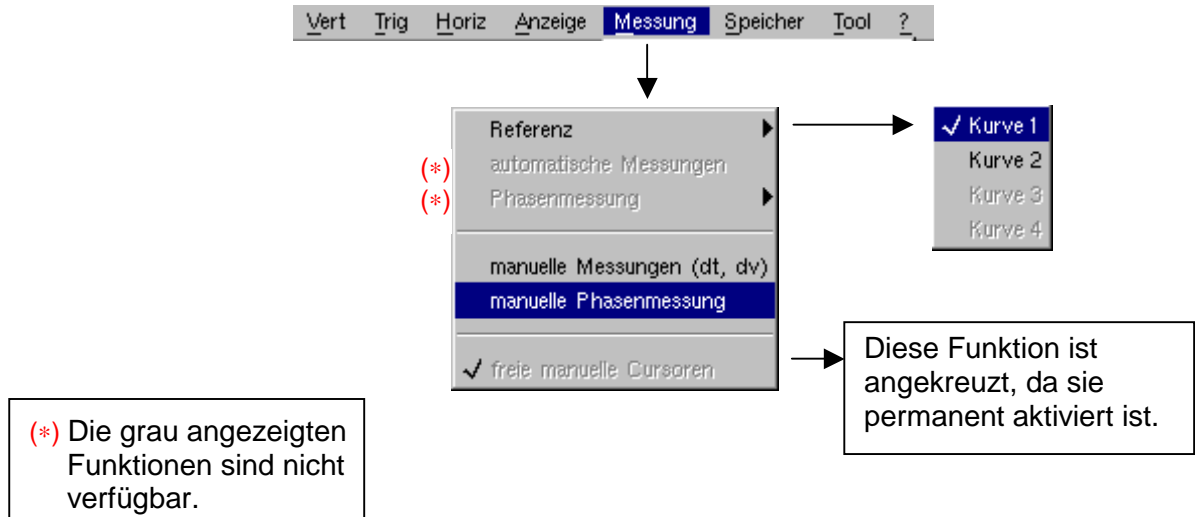 Vert Trig Horiz Anzeige Messung Speicher Tool ?
Referenz
(*) automatische Messungen
(*) Phasenmessung
manuelle Messungen (dt, dv)
manuelle Phasenmessung
✓ freie manuelle Cursoren
✓ Kurve 1
Kurve 2
Kurve 3
Kurve 4
Diese Funktion ist
angekreuzt, da sie
permanent aktiviert ist.
(*) Die grau angezeigten
Funktionen sind nicht
verfügbar.